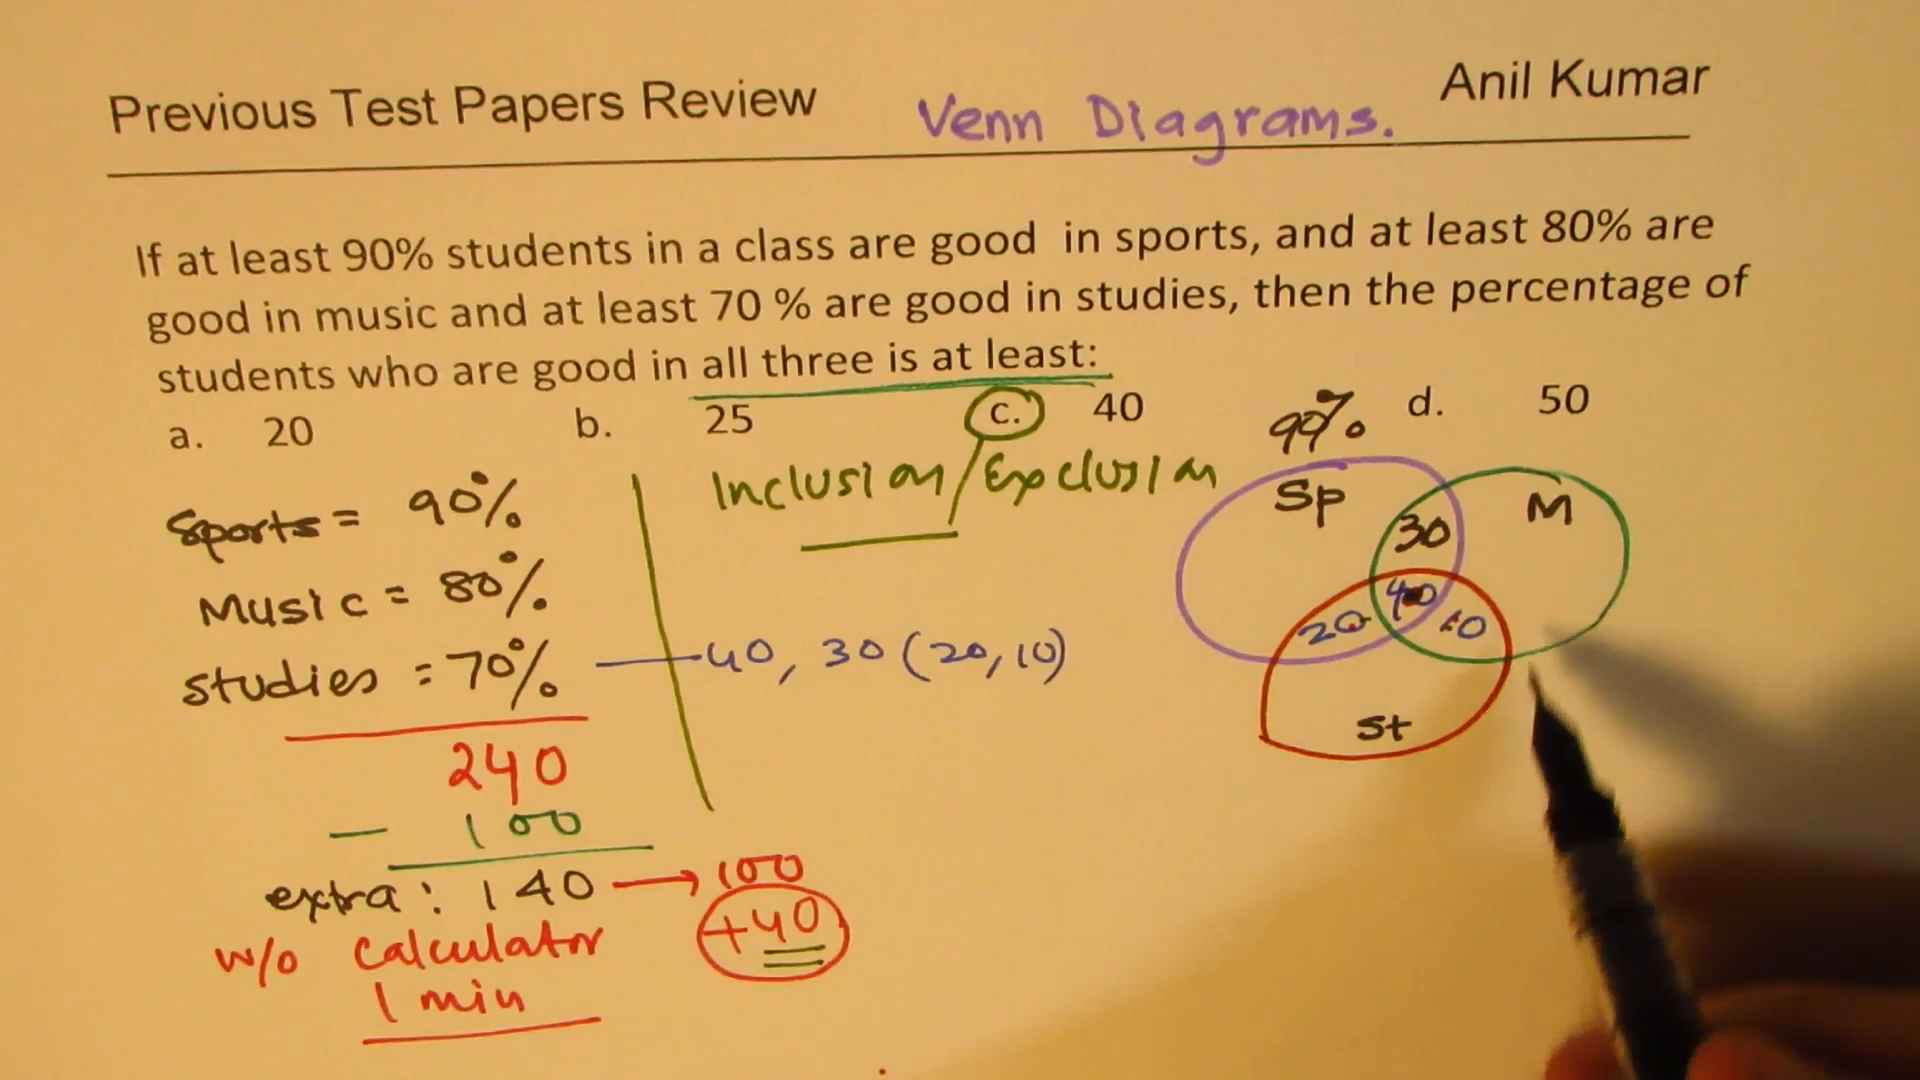 Previous Test Papers Review Venn Diagrams. Anil Kumar
If at least 90% students in a class are good in sports, and at least 80% are
good in music and at least 70 % are good in studies, then the percentage of
students who are good in all three is at least:
a. 20 b. 25 c. 40 d. 50
90%
Inclusion/Exclusion
Sports = 90%
Music = 80%
studies = 70%
40, 30 (20, 10)
240
- 100
extra: 140 → 100
+40
w/o calculator
1 min
Sp 30 M
20 40 10
St